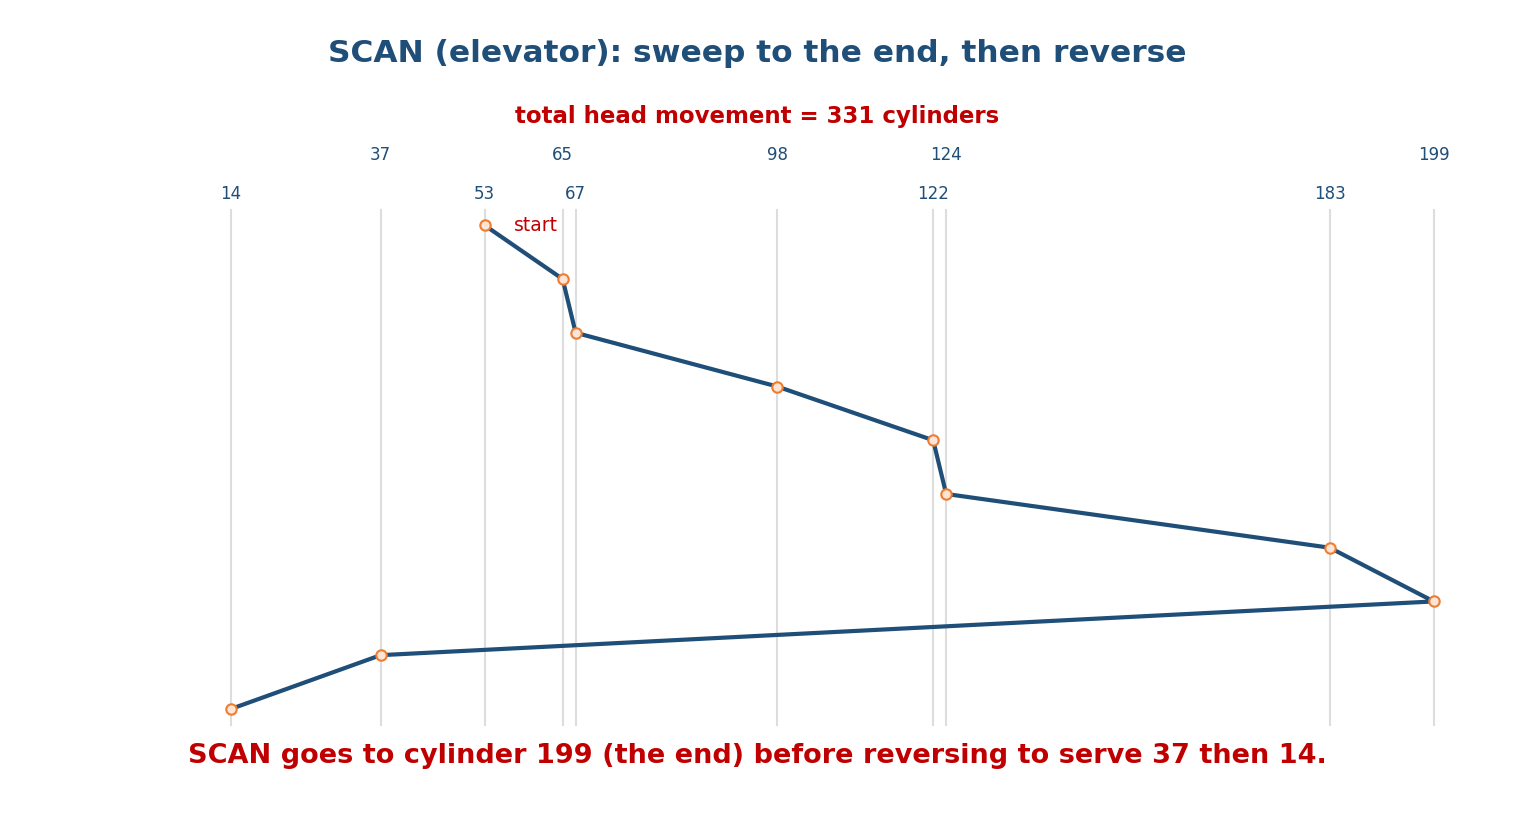 SCAN (elevator): sweep to the end, then reverse
total head movement = 331 cylinders
37 65 98 124 199
14 53 67 122 183
start
SCAN goes to cylinder 199 (the end) before reversing to serve 37 then 14.